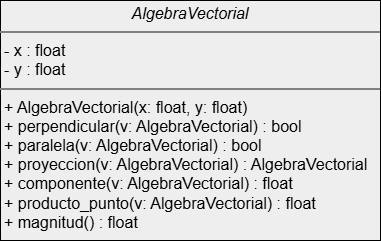 AlgebraVectorial
- x : float
- y : float
+ AlgebraVectorial(x: float, y: float)
+ perpendicular(v: AlgebraVectorial) : bool
+ paralela(v: AlgebraVectorial) : bool
+ proyeccion(v: AlgebraVectorial) : AlgebraVectorial
+ componente(v: AlgebraVectorial) : float
+ producto_punto(v: AlgebraVectorial) : float
+ magnitud() : float